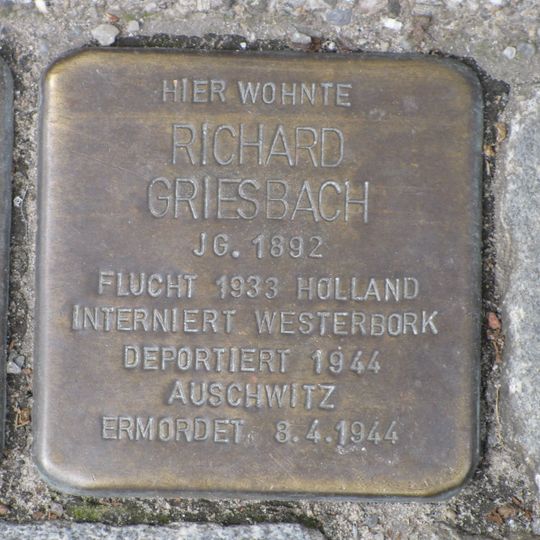 HIER WOHNTE
RICHARD
GRIESBACH
JG. 1892
FLUCHT 1933 HOLLAND
INTERNIERT WESTERBORK
DEPORTIERT 1944
AUSCHWITZ
ERMORDET 8.4.1944